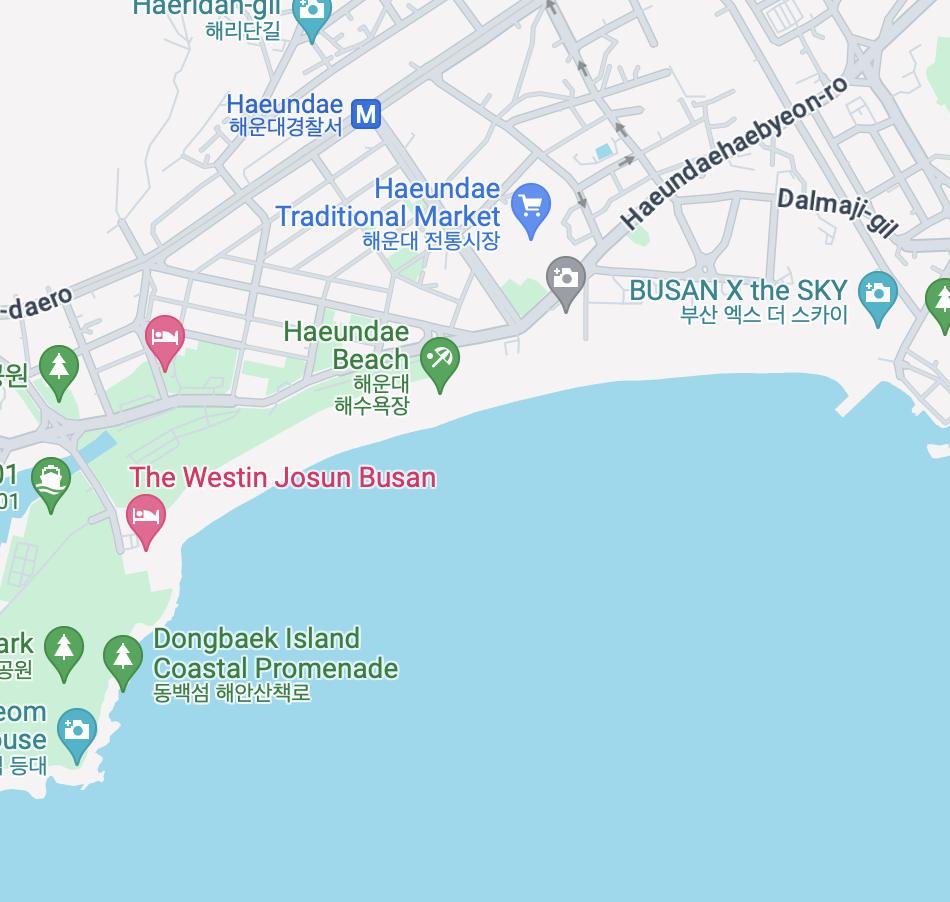 Haeridan-gil
해리단길
Haeundae
해운대경찰서
M
Haeundaehaebyeon-ro
Haeundae
Traditional Market
해운대 전통시장
Dalmaji-gil
-daero
BUSAN X the SKY
부산 엑스 더 스카이
Haeundae
Beach
해운대
해수욕장
공원
01
01
The Westin Josun Busan
ark
공원
Dongbaek Island
Coastal Promenade
동백섬 해안산책로
eom
ouse
등대